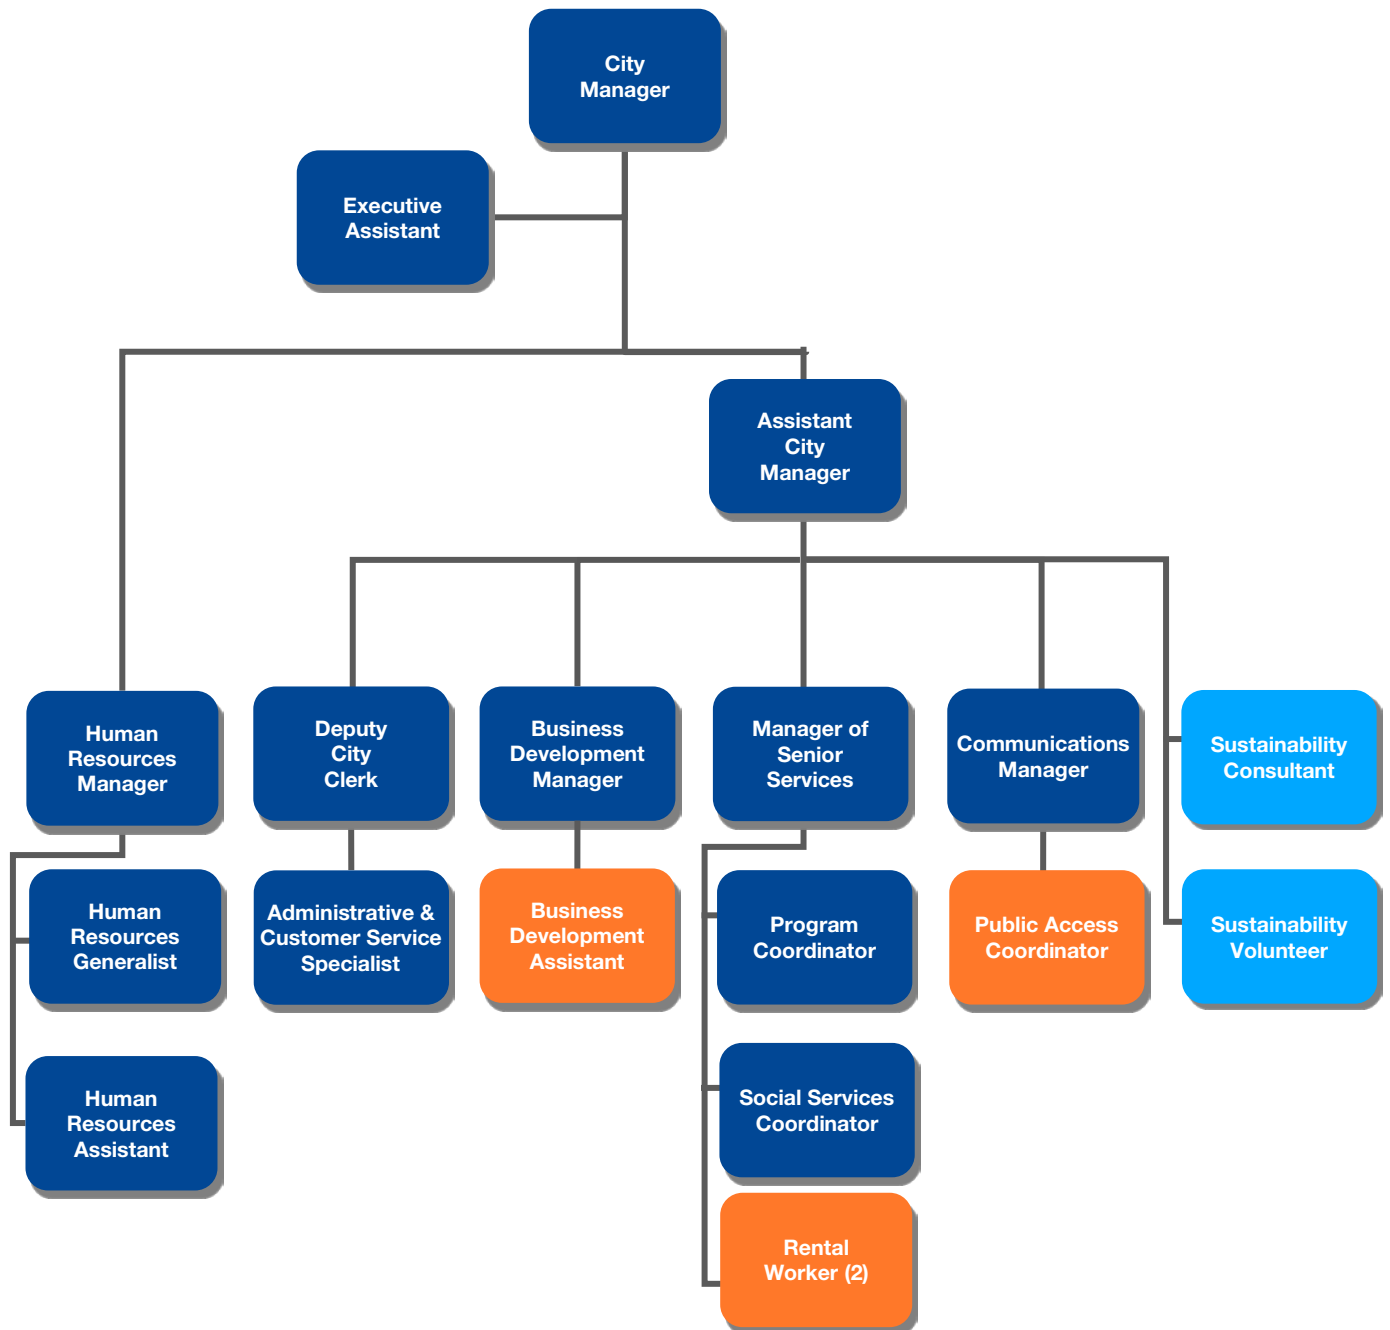 City
Manager
Executive
Assistant
Assistant
City
Manager
Human
Resources
Manager
Deputy
City
Clerk
Business
Development
Manager
Manager of
Senior
Services
Communications
Manager
Sustainability
Consultant
Human
Resources
Generalist
Administrative &
Customer Service
Specialist
Business
Development
Assistant
Program
Coordinator
Public Access
Coordinator
Sustainability
Volunteer
Human
Resources
Assistant
Social Services
Coordinator
Rental
Worker (2)